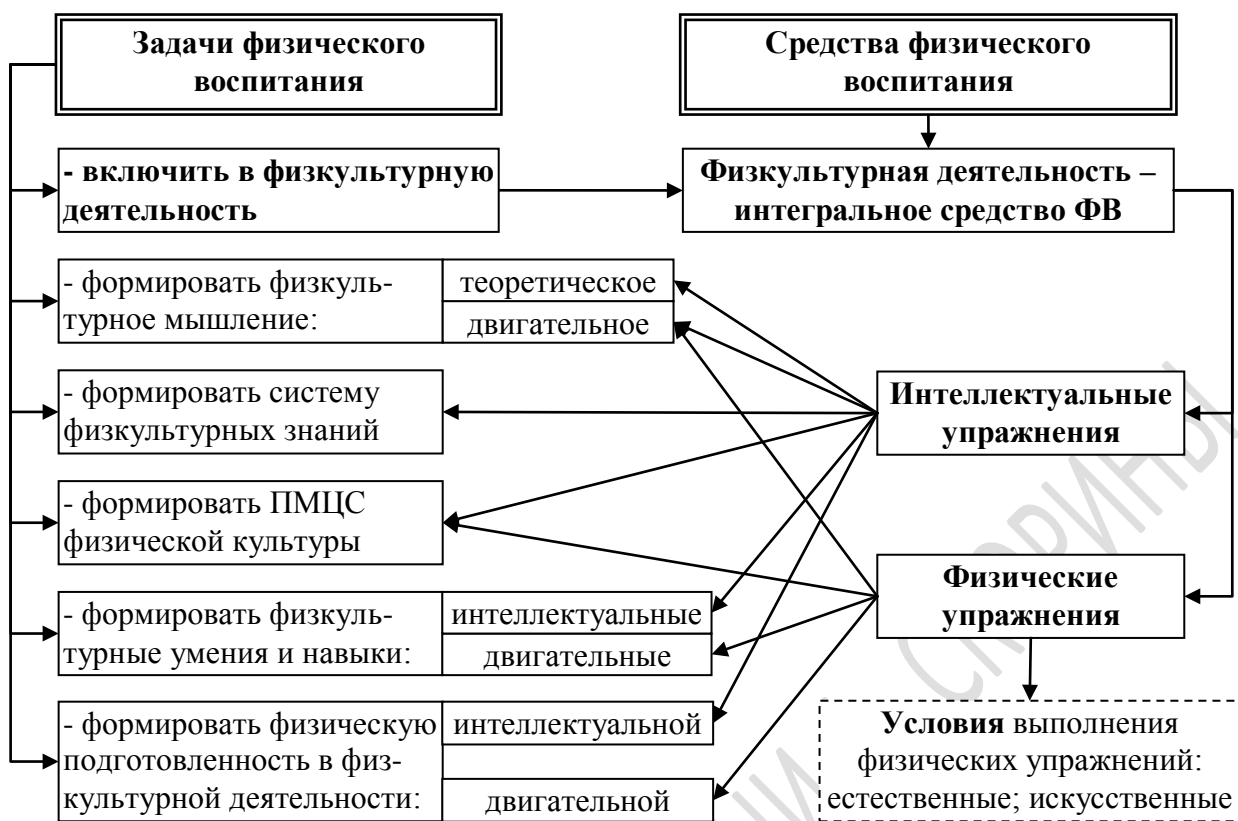 Задачи физического
воспитания
Средства физического
воспитания
- включить в физкультурную
деятельность
Физкультурная деятельность –
интегральное средство ФВ
- формировать физкуль-
турное мышление:
теоретическое
двигательное
- формировать систему
физкультурных знаний
Интеллектуальные
упражнения
- формировать ПМЦС
физической культуры
Физические
упражнения
- формировать физкуль-
турные умения и навыки:
интеллектуальные
двигательные
- формировать физическую
подготовленность в физ-
культурной деятельности:
интеллектуальной
двигательной
Условия выполнения
физических упражнений:
естественные; искусственные